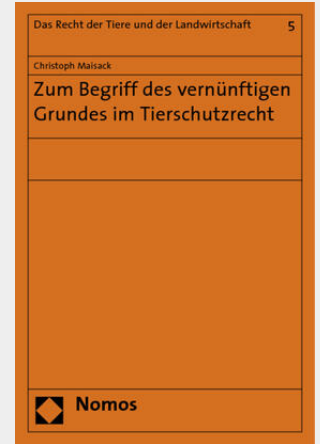 Das Recht der Tiere und der Landwirtschaft 5
Christoph Maisack
Zum Begriff des vernünftigen
Grundes im Tierschutzrecht
Nomos